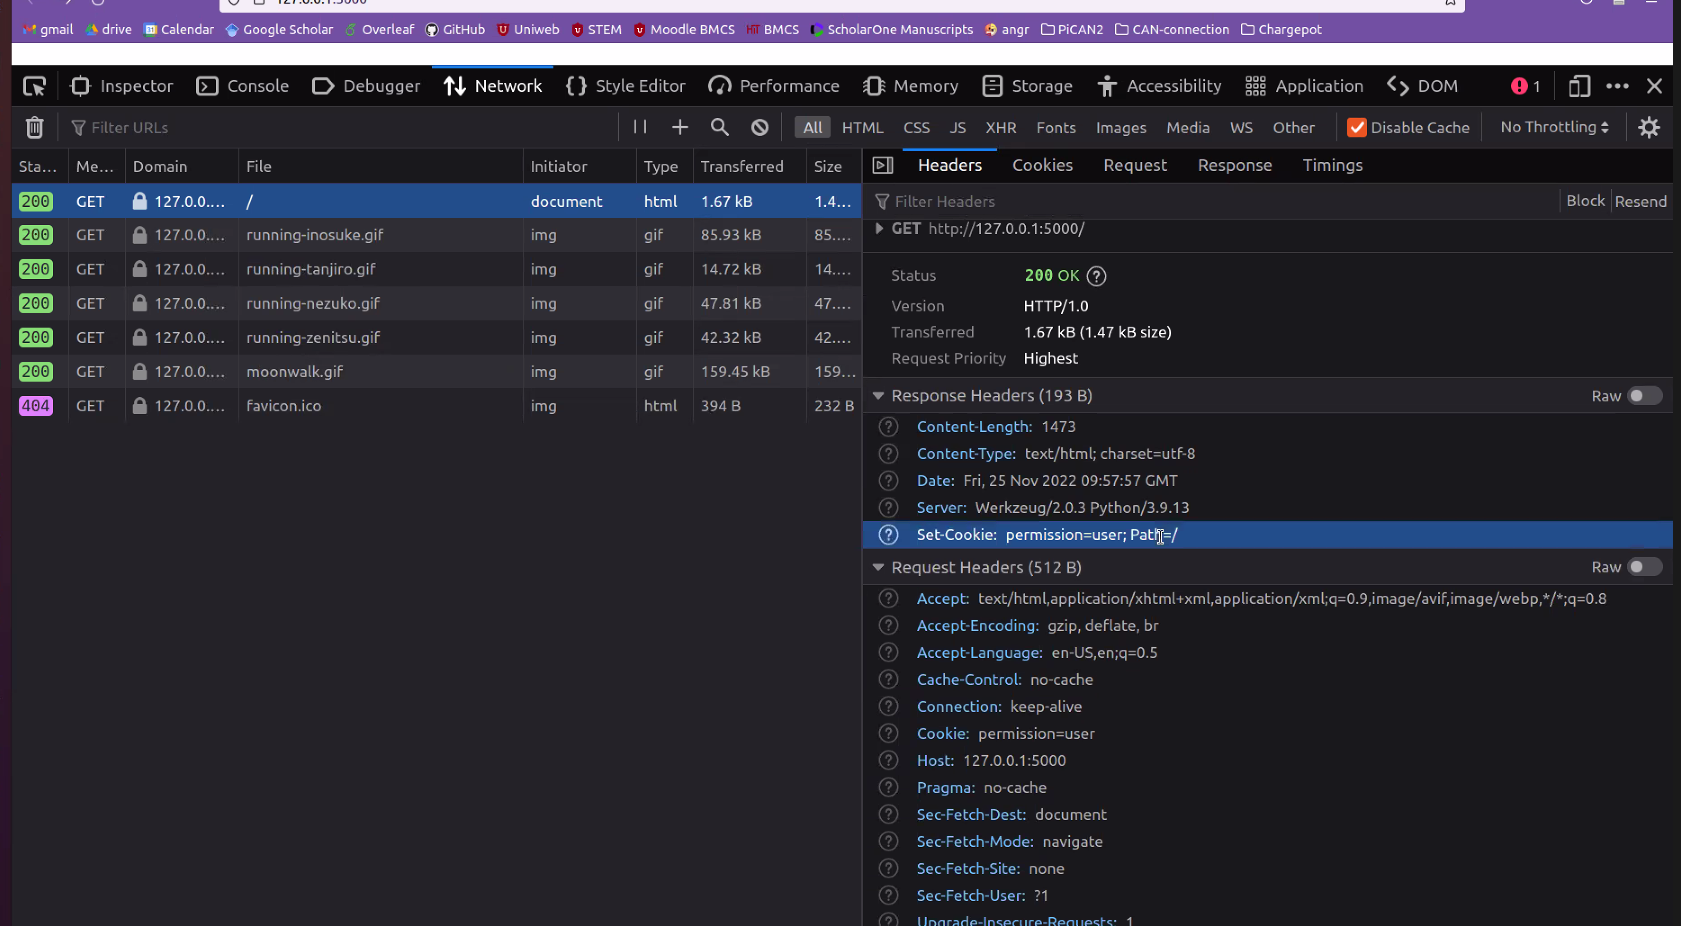 127.0.0.1:5000
gmail drive Calendar Google Scholar Overleaf GitHub Uniweb STEM Moodle BMCS BMCS ScholarOne Manuscripts angr PiCAN2 CAN-connection Chargepot
Inspector Console Debugger Network Style Editor Performance Memory Storage Accessibility Application DOM 1
Filter URLs All HTML CSS JS XHR Fonts Images Media WS Other Disable Cache No Throttling
Sta... Me... Domain File Initiator Type Transferred Size
200 GET 127.0.0.... / document html 1.67 kB 1.4...
200 GET 127.0.0.... running-inosuke.gif img gif 85.93 kB 85....
200 GET 127.0.0.... running-tanjiro.gif img gif 14.72 kB 14....
200 GET 127.0.0.... running-nezuko.gif img gif 47.81 kB 47....
200 GET 127.0.0.... running-zenitsu.gif img gif 42.32 kB 42....
200 GET 127.0.0.... moonwalk.gif img gif 159.45 kB 159...
404 GET 127.0.0.... favicon.ico img html 394 B 232 B
Headers Cookies Request Response Timings
Filter Headers Block Resend
GET http://127.0.0.1:5000/
Status 200 OK
Version HTTP/1.0
Transferred 1.67 kB (1.47 kB size)
Request Priority Highest
Response Headers (193 B) Raw
Content-Length: 1473
Content-Type: text/html; charset=utf-8
Date: Fri, 25 Nov 2022 09:57:57 GMT
Server: Werkzeug/2.0.3 Python/3.9.13
Set-Cookie: permission=user; Path=/
Request Headers (512 B) Raw
Accept: text/html,application/xhtml+xml,application/xml;q=0.9,image/avif,image/webp,*/*;q=0.8
Accept-Encoding: gzip, deflate, br
Accept-Language: en-US,en;q=0.5
Cache-Control: no-cache
Connection: keep-alive
Cookie: permission=user
Host: 127.0.0.1:5000
Pragma: no-cache
Sec-Fetch-Dest: document
Sec-Fetch-Mode: navigate
Sec-Fetch-Site: none
Sec-Fetch-User: ?1
Upgrade-Insecure-Requests: 1